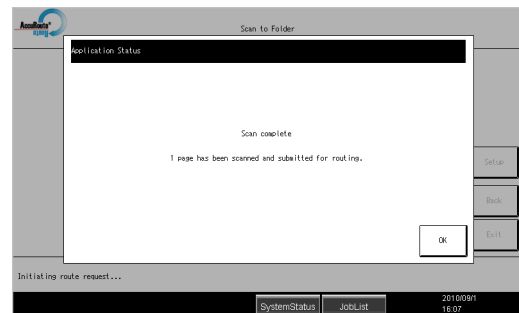 AccuRoute®
Scan to Folder
Application Status
Scan complete
1 page has been scanned and submitted for routing.
Setup
Back
OK
Exit
Initiating route request...
SystemStatus
JobList
2010/09/1
16:07